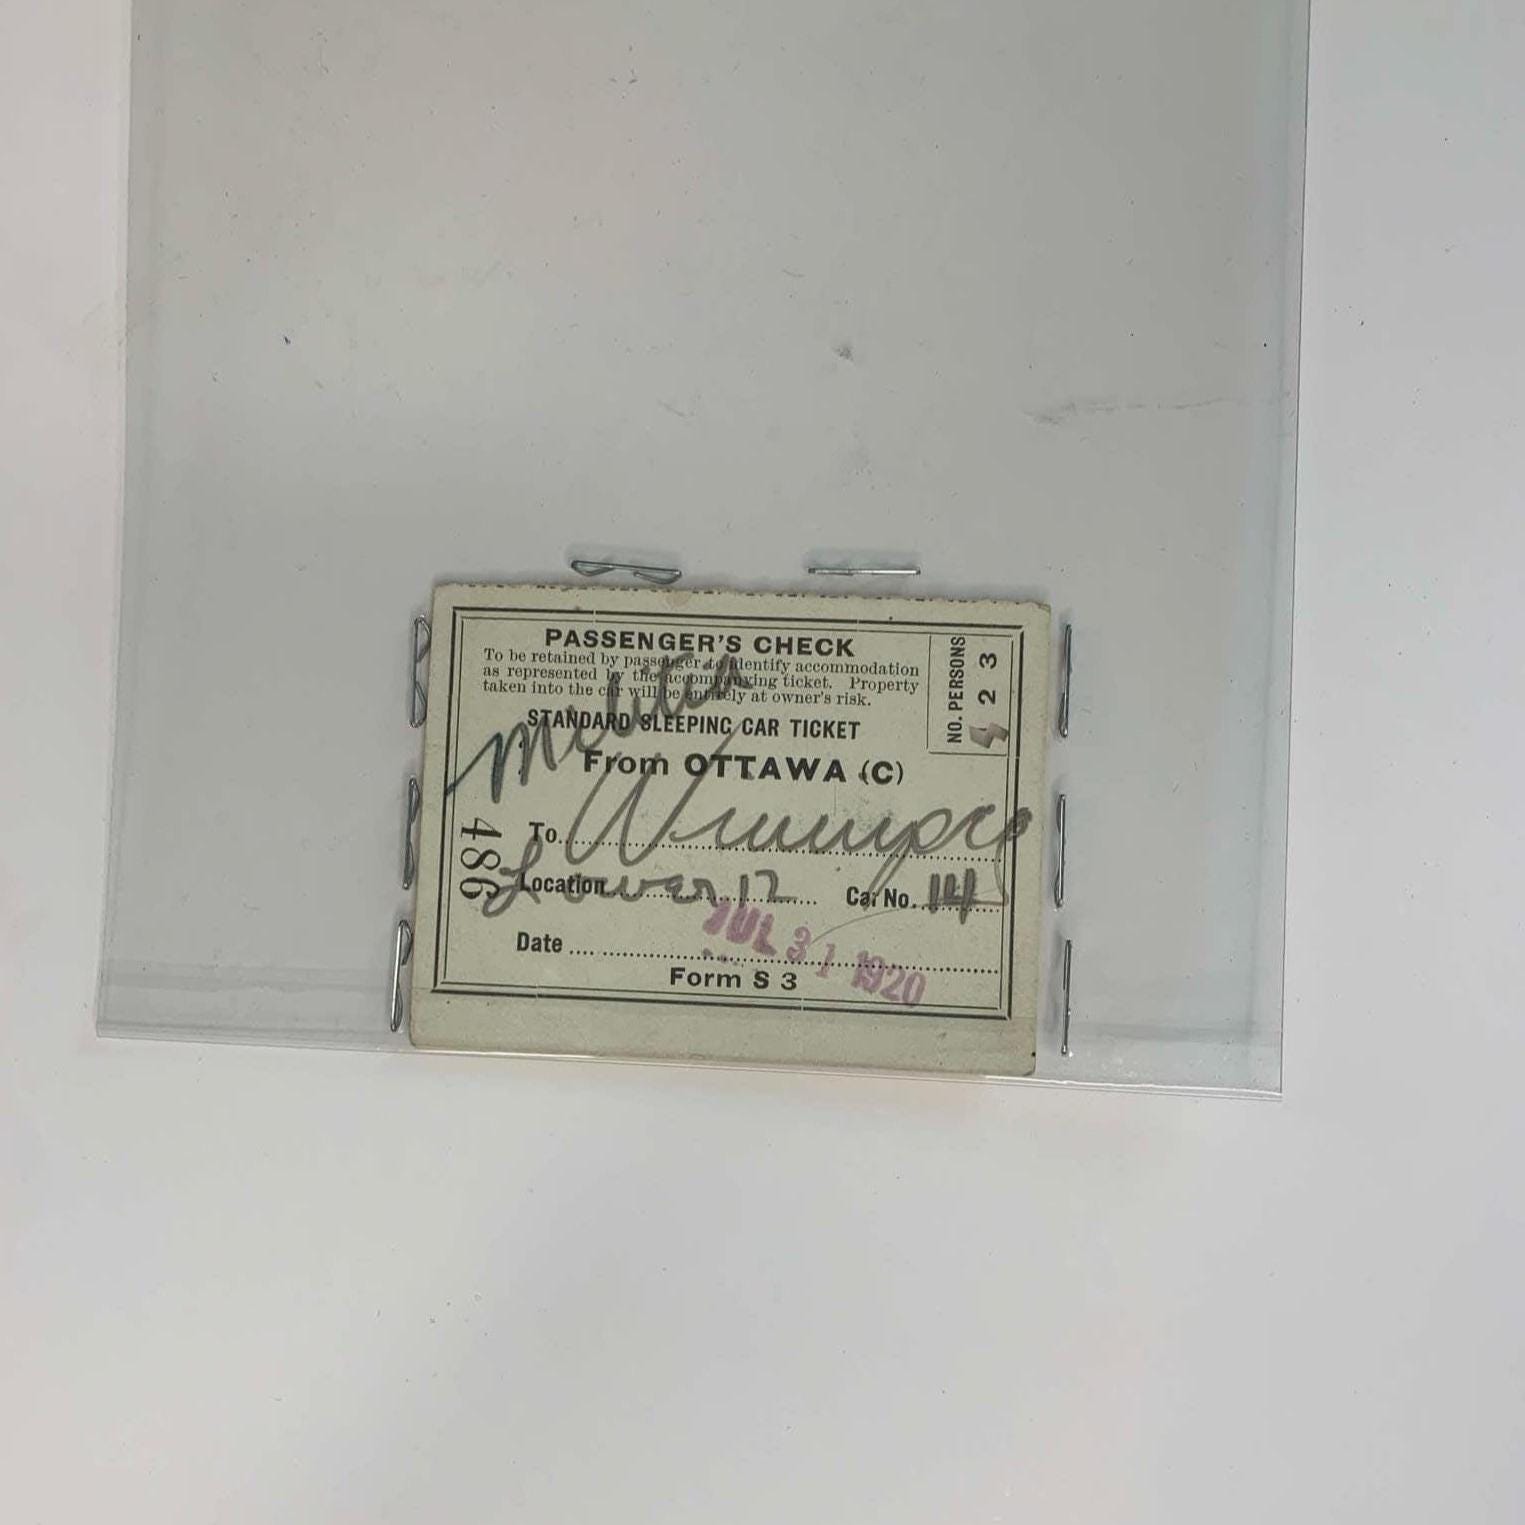 PASSENGER'S CHECK
To be retained by passenger to identify accommodation
as represented by the accompanying ticket. Property
taken into the car will be entirely at owner's risk.
STANDARD SLEEPING CAR TICKET
From OTTAWA (C)
To Winnipeg
Location Lower 12 Car No. 14
Date JUL 31 1920
Form S 3
486
NO. PERSONS
2 3